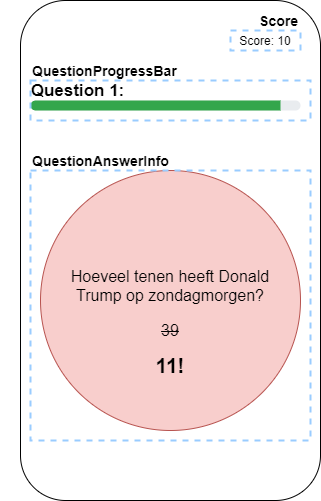 Score
Score: 10
QuestionProgressBar
Question 1:
QuestionAnswerInfo
Hoeveel tenen heeft Donald
Trump op zondagmorgen?
39
11!